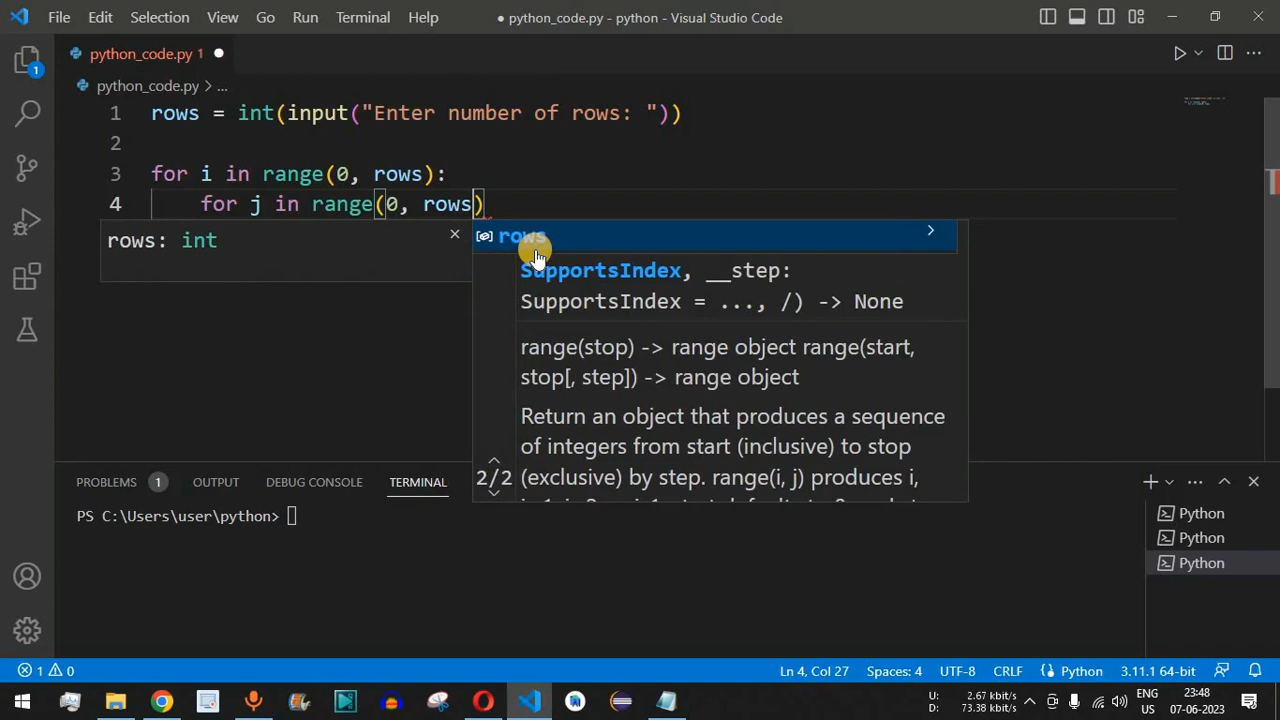 File Edit Selection View Go Run Terminal Help
● python_code.py - python - Visual Studio Code
python_code.py 1 ●
1
python_code.py > ...
1 rows = int(input("Enter number of rows: "))
2
3 for i in range(0, rows):
4 for j in range(0, rows)
rows: int
rows
SupportsIndex, __step:
SupportsIndex = ..., /) -> None
range(stop) -> range object range(start,
stop[, step]) -> range object
Return an object that produces a sequence
of integers from start (inclusive) to stop
2/2 (exclusive) by step. range(i, j) produces i,
PROBLEMS 1 OUTPUT DEBUG CONSOLE TERMINAL
PS C:\Users\user\python>
Python
Python
Python
1 0 Ln 4, Col 27 Spaces: 4 UTF-8 CRLF Python 3.11.1 64-bit
U: 2.67 kbit/s
D: 73.38 kbit/s
ENG
US
23:48
07-06-2023